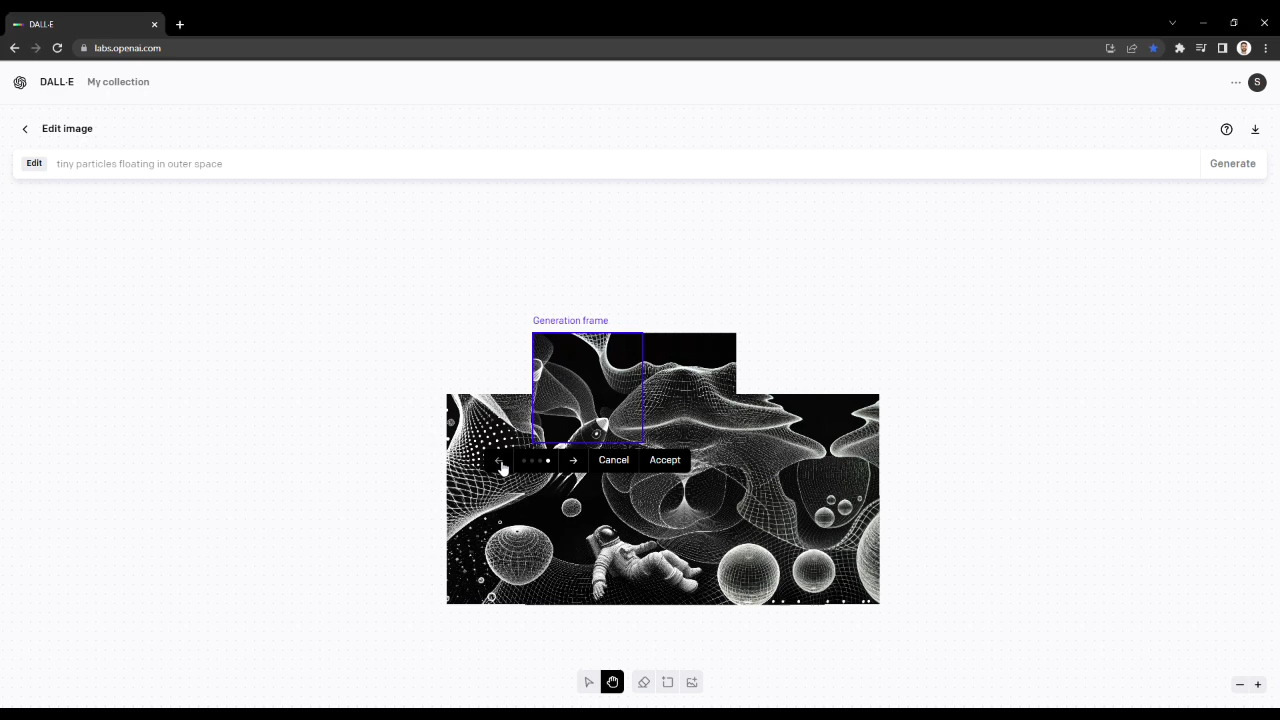 DALL·E
labs.openai.com
DALL·E My collection
S
Edit image
Edit tiny particles floating in outer space Generate
Generation frame
Cancel Accept